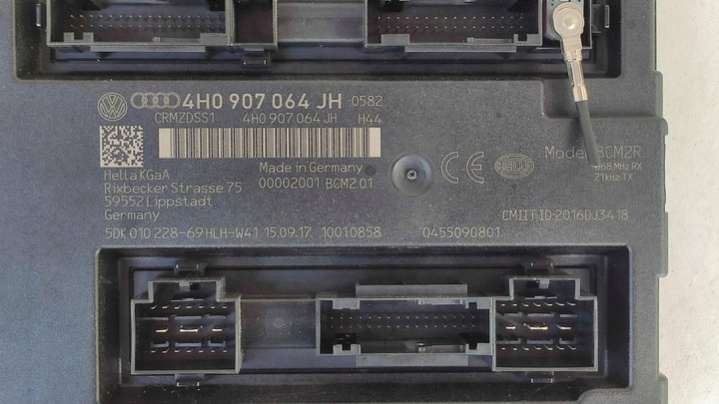 4H0 907 064 JH 0582
CRMZDSS1 4H0 907 064 JH H44
Made in Germany
Model: BCM2R
Hella KGaA
00002001 BCM2.01
868 MHz RX
Rixbecker Strasse 75
21kHz TX
59552 Lippstadt
Germany
CMIIT ID: 2016DJ3418
5DK 010 228-69 HLH-W41 15.09.17 10010858 0455090801